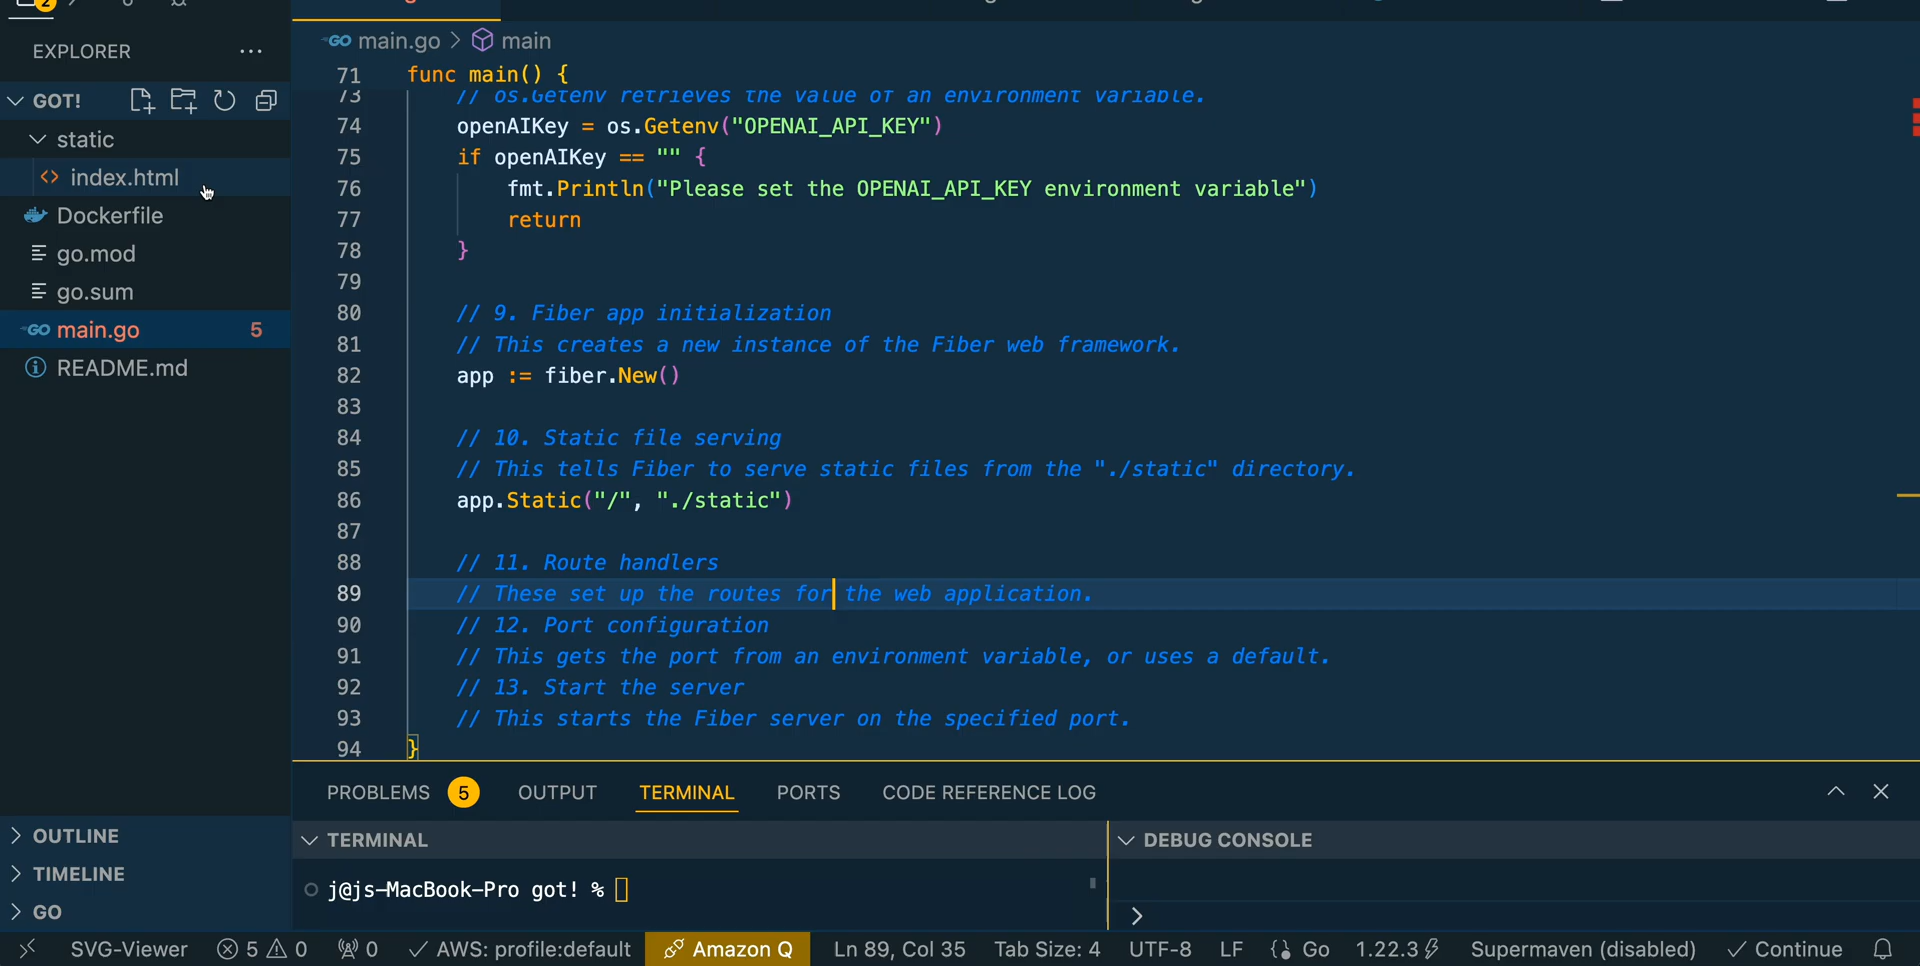 2
EXPLORER
GOT!
static
index.html
Dockerfile
go.mod
go.sum
main.go 5
README.md
OUTLINE
TIMELINE
GO
main.go > main
71 func main() {
73 // os.Getenv retrieves the value of an environment variable.
74 openAIKey = os.Getenv("OPENAI_API_KEY")
75 if openAIKey == "" {
76 fmt.Println("Please set the OPENAI_API_KEY environment variable")
77 return
78 }
79
80 // 9. Fiber app initialization
81 // This creates a new instance of the Fiber web framework.
82 app := fiber.New()
83
84 // 10. Static file serving
85 // This tells Fiber to serve static files from the "./static" directory.
86 app.Static("/", "./static")
87
88 // 11. Route handlers
89 // These set up the routes for the web application.
90 // 12. Port configuration
91 // This gets the port from an environment variable, or uses a default.
92 // 13. Start the server
93 // This starts the Fiber server on the specified port.
94 }
PROBLEMS 5 OUTPUT TERMINAL PORTS CODE REFERENCE LOG
TERMINAL
j@js-MacBook-Pro got! %
DEBUG CONSOLE
>
SVG-Viewer 5 0 0 AWS: profile:default Amazon Q Ln 89, Col 35 Tab Size: 4 UTF-8 LF Go 1.22.3 Supermaven (disabled) Continue